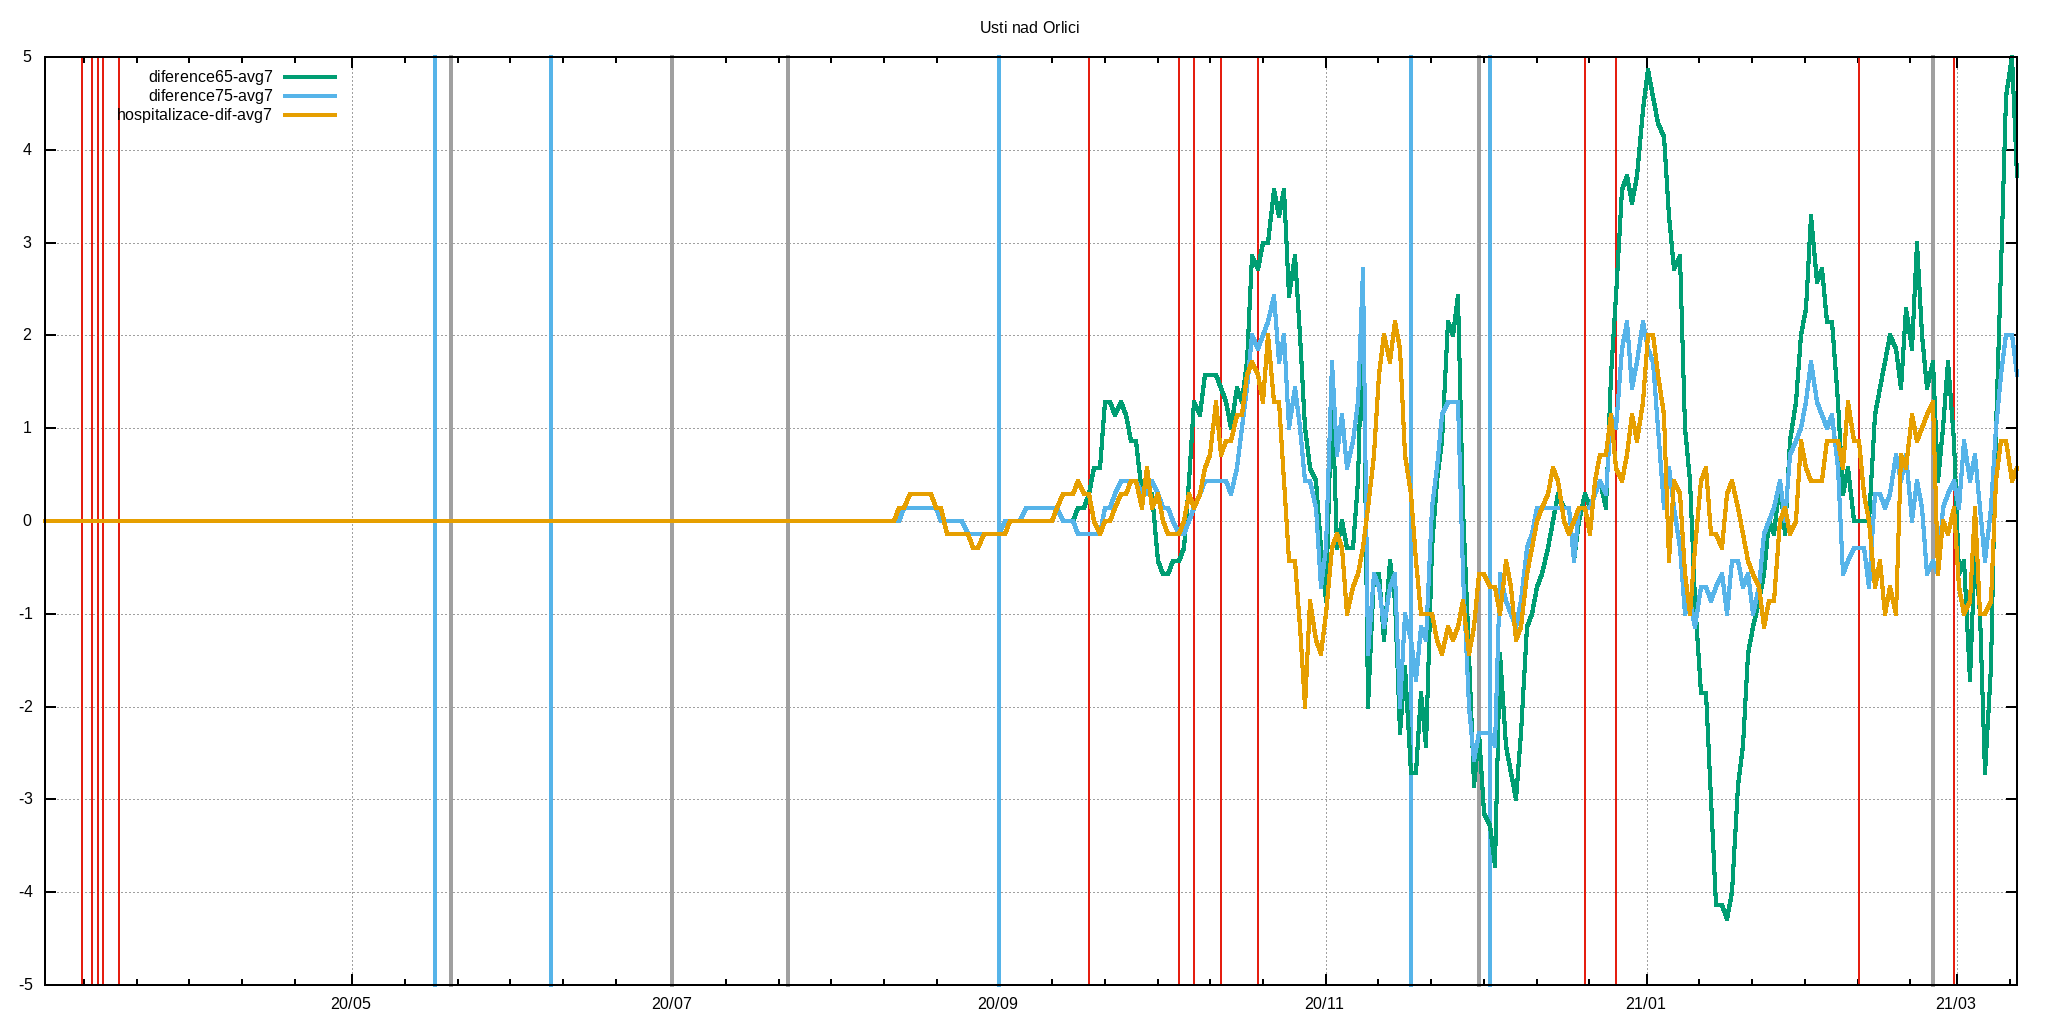 Usti nad Orlici
diference65-avg7
diference75-avg7
hospitalizace-dif-avg7
5
4
3
2
1
0
-1
-2
-3
-4
-5
20/05 20/07 20/09 20/11 21/01 21/03